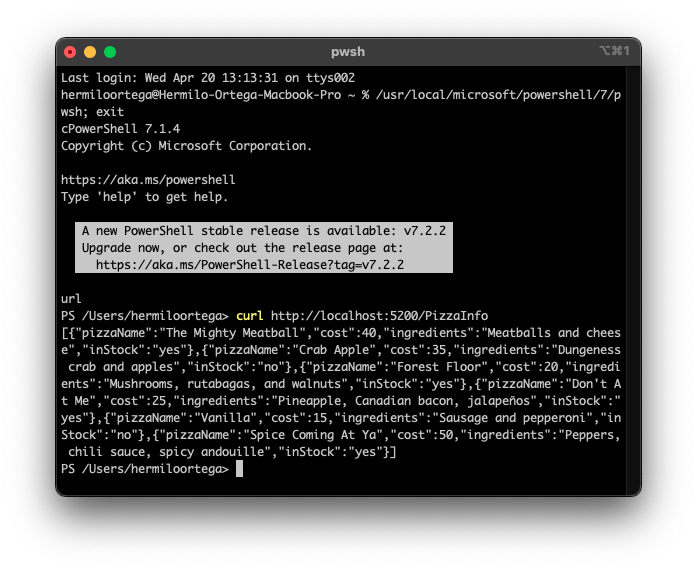 pwsh
⌥⌘1
Last login: Wed Apr 20 13:13:31 on ttys002
hermiloortega@Hermilo-Ortega-Macbook-Pro ~ % /usr/local/microsoft/powershell/7/p
wsh; exit
cPowerShell 7.1.4
Copyright (c) Microsoft Corporation.
https://aka.ms/powershell
Type 'help' to get help.
A new PowerShell stable release is available: v7.2.2
Upgrade now, or check out the release page at:
https://aka.ms/PowerShell-Release?tag=v7.2.2
url
PS /Users/hermiloortega> curl http://localhost:5200/PizzaInfo
[{"pizzaName":"The Mighty Meatball","cost":40,"ingredients":"Meatballs and chees
e","inStock":"yes"},{"pizzaName":"Crab Apple","cost":35,"ingredients":"Dungeness
 crab and apples","inStock":"no"},{"pizzaName":"Forest Floor","cost":20,"ingredi
ents":"Mushrooms, rutabagas, and walnuts","inStock":"yes"},{"pizzaName":"Don't A
t Me","cost":25,"ingredients":"Pineapple, Canadian bacon, jalapeños","inStock":"
yes"},{"pizzaName":"Vanilla","cost":15,"ingredients":"Sausage and pepperoni","in
Stock":"no"},{"pizzaName":"Spice Coming At Ya","cost":50,"ingredients":"Peppers,
 chili sauce, spicy andouille","inStock":"yes"}]
PS /Users/hermiloortega>